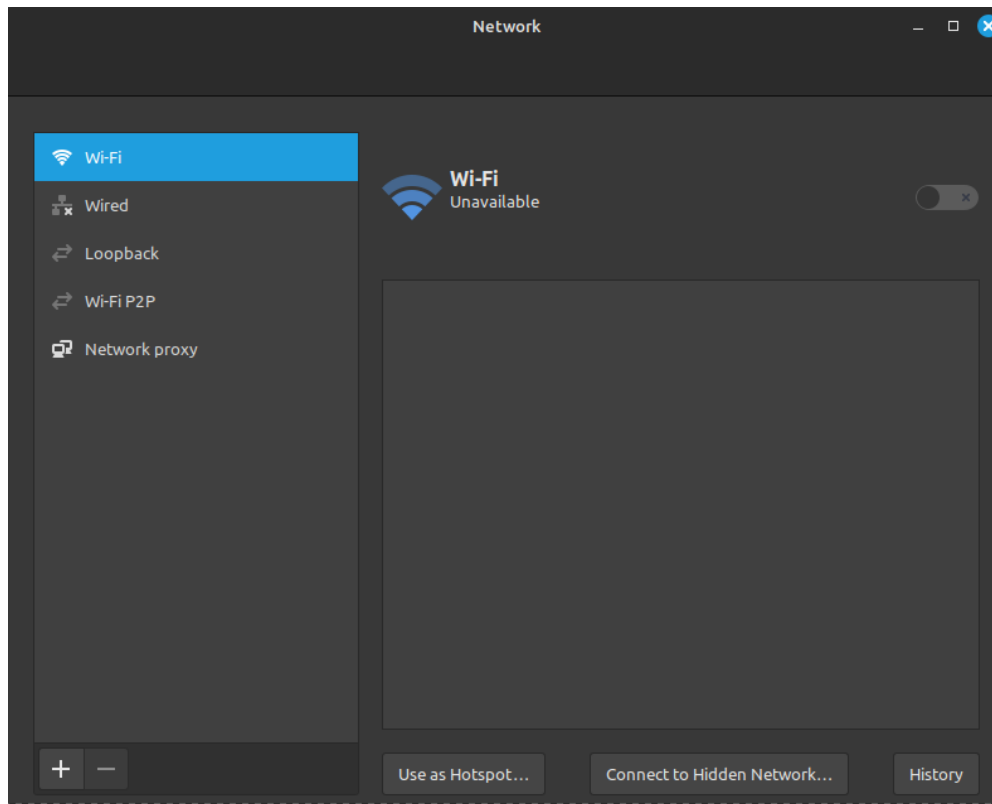 Network
Wi-Fi
Wired
Loopback
Wi-Fi P2P
Network proxy
Wi-Fi
Unavailable
Use as Hotspot...
Connect to Hidden Network...
History